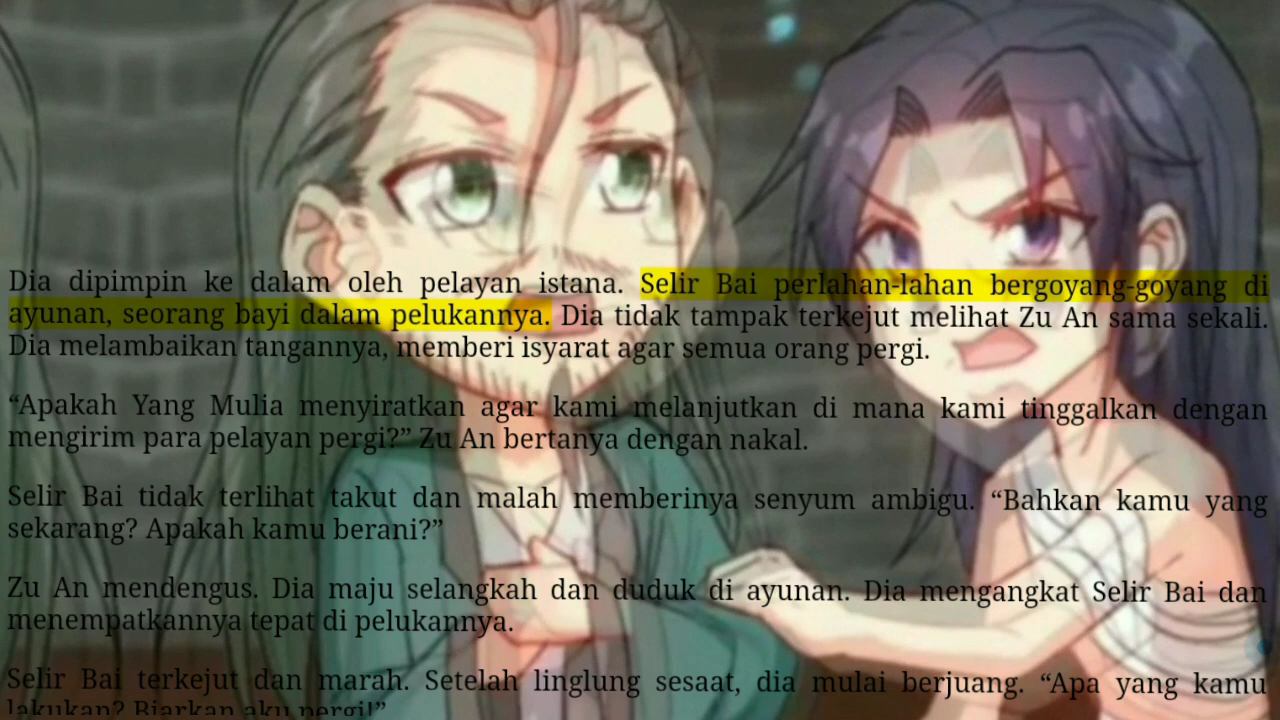 Dia dipimpin ke dalam oleh pelayan istana. Selir Bai perlahan-lahan bergoyang-goyang di
ayunan, seorang bayi dalam pelukannya. Dia tidak tampak terkejut melihat Zu An sama sekali.
Dia melambaikan tangannya, memberi isyarat agar semua orang pergi.
“Apakah Yang Mulia menyiratkan agar kami melanjutkan di mana kami tinggalkan dengan
mengirim para pelayan pergi?” Zu An bertanya dengan nakal.
Selir Bai tidak terlihat takut dan malah memberinya senyum ambigu. “Bahkan kamu yang
sekarang? Apakah kamu berani?”
Zu An mendengus. Dia maju selangkah dan duduk di ayunan. Dia mengangkat Selir Bai dan
menempatkannya tepat di pelukannya.
Selir Bai terkejut dan marah. Setelah linglung sesaat, dia mulai berjuang. “Apa yang kamu
lakukan? Biarkan aku pergi!”